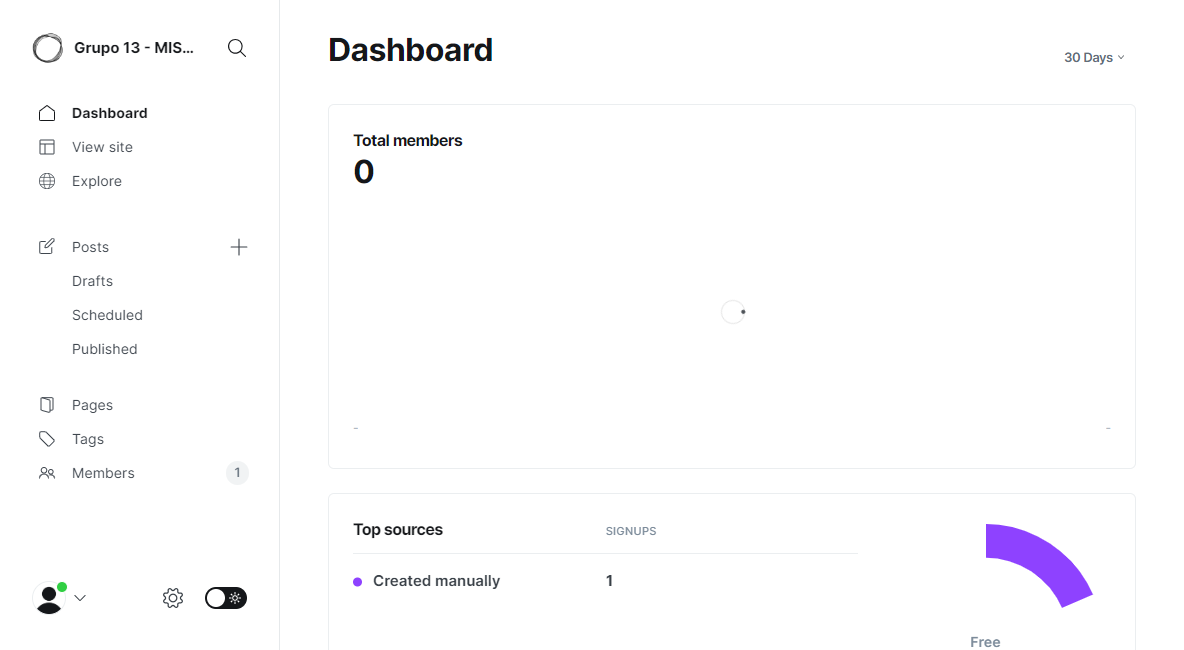 Grupo 13 - MIS...
Dashboard
View site
Explore
Posts
Drafts
Scheduled
Published
Pages
Tags
Members 1
Dashboard
30 Days
Total members
0
- -
Top sources SIGNUPS
Created manually 1
Free